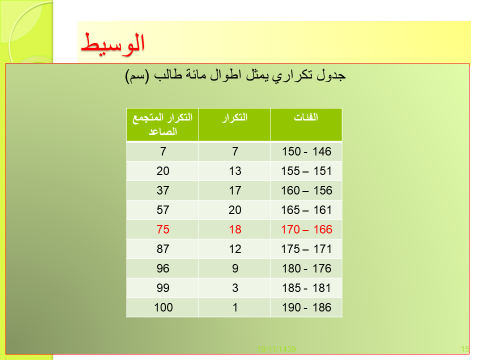 الوسيط
جدول تكراري يمثل اطوال مائة طالب (سم)
الفئات التكرار التكرار المتجمع الصاعد
146 - 150 7 7
151 – 155 13 20
156 – 160 17 37
161 – 165 20 57
166 – 170 18 75
171 – 175 12 87
176 - 180 9 96
181 - 185 3 99
186 - 190 1 100
15